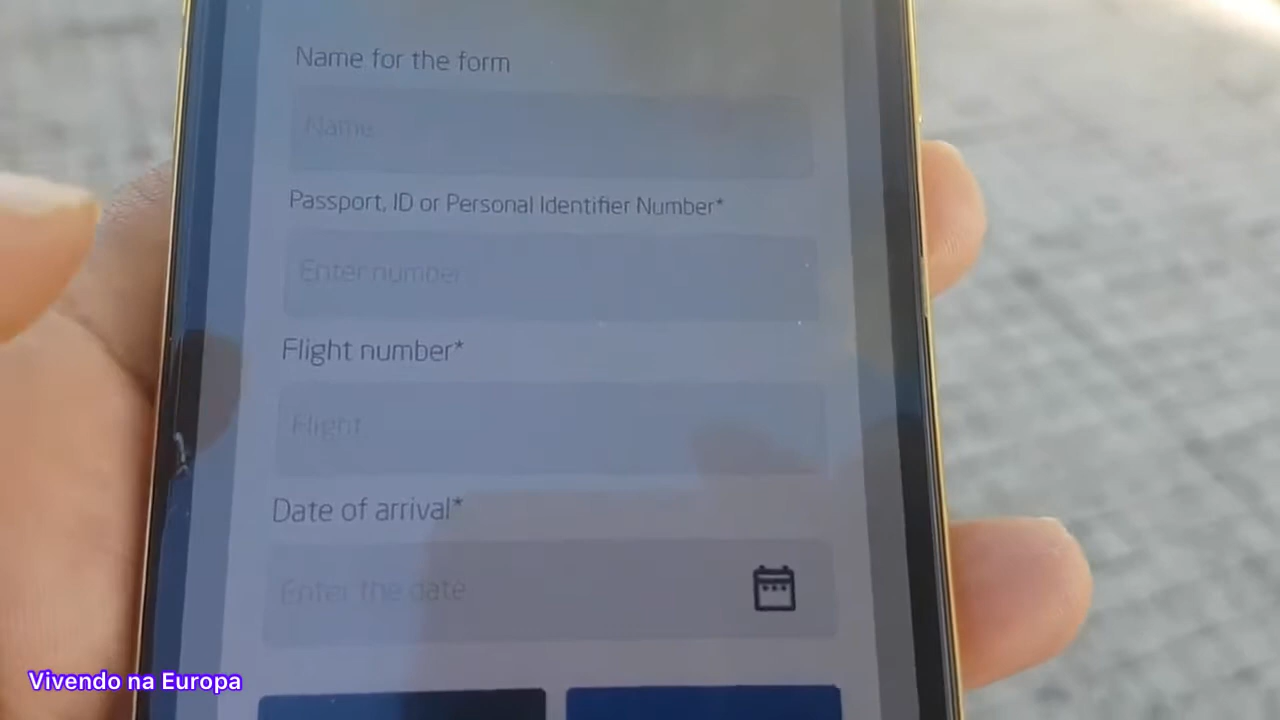 Name for the form
Name
Passport, ID or Personal Identifier Number*
Enter number
Flight number*
Flight
Date of arrival*
Enter the date
Vivendo na Europa